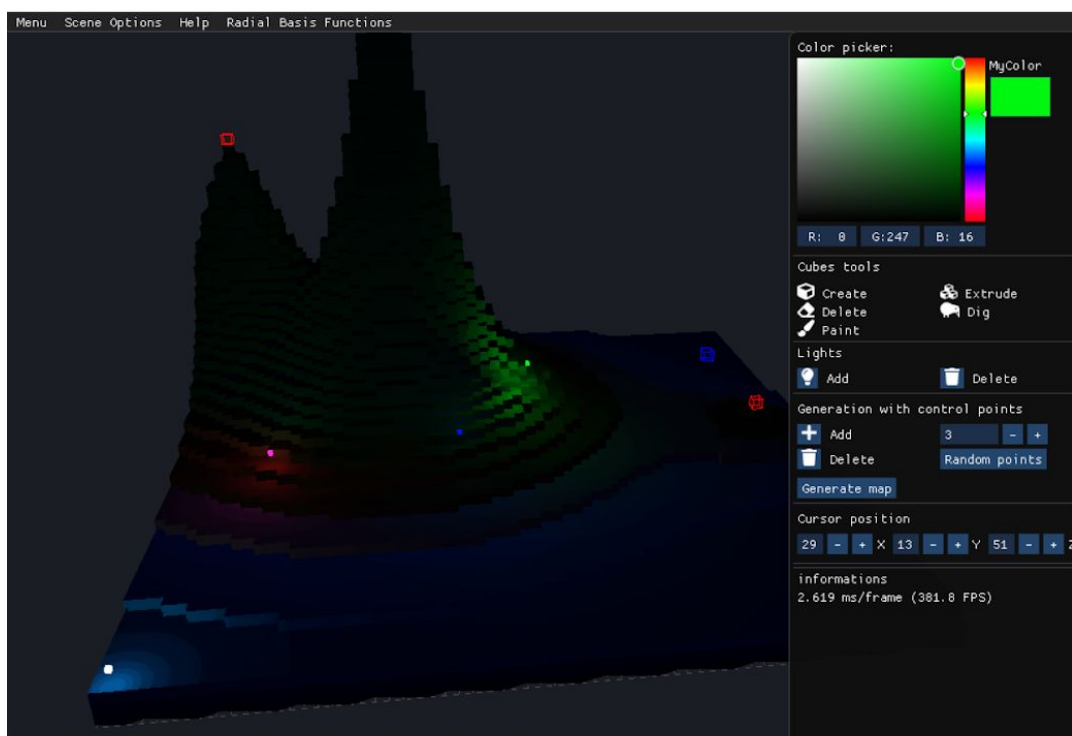 Menu Scene Options Help Radial Basis Functions
Color picker:
MyColor
R: 0 G:247 B: 16
Cubes tools
Create Extrude
Delete Dig
Paint
Lights
Add Delete
Generation with control points
Add 3 - +
Delete Random points
Generate map
Cursor position
29 - + X 13 - + Y 51 - + Z
informations
2.619 ms/frame (381.8 FPS)